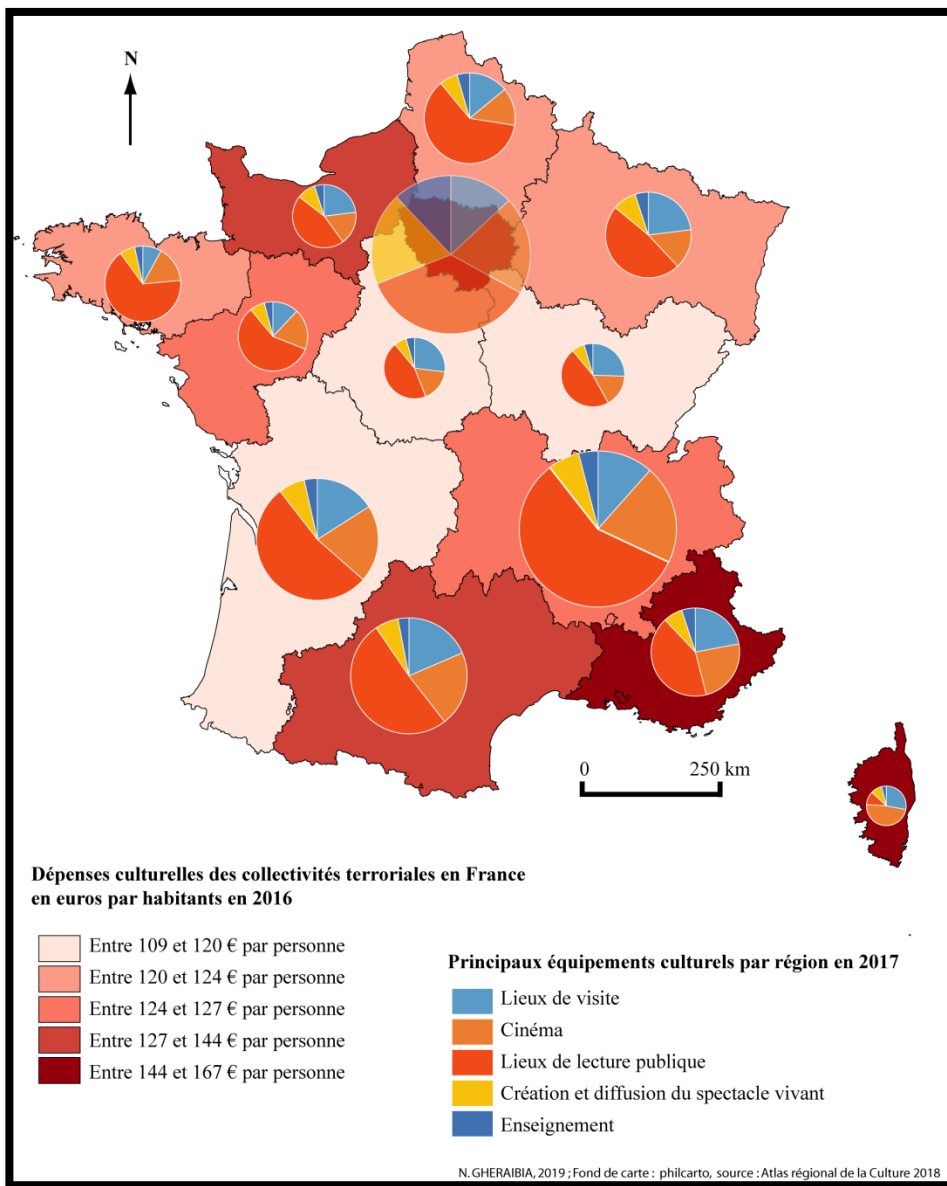 N
0 250 km
Dépenses culturelles des collectivités terroriales en France
en euros par habitants en 2016
Entre 109 et 120 € par personne
Entre 120 et 124 € par personne
Entre 124 et 127 € par personne
Entre 127 et 144 € par personne
Entre 144 et 167 € par personne
Principaux équipements culturels par région en 2017
Lieux de visite
Cinéma
Lieux de lecture publique
Création et diffusion du spectacle vivant
Enseignement
N. GHERAIBIA, 2019 ; Fond de carte : philcarto, source : Atlas régional de la Culture 2018